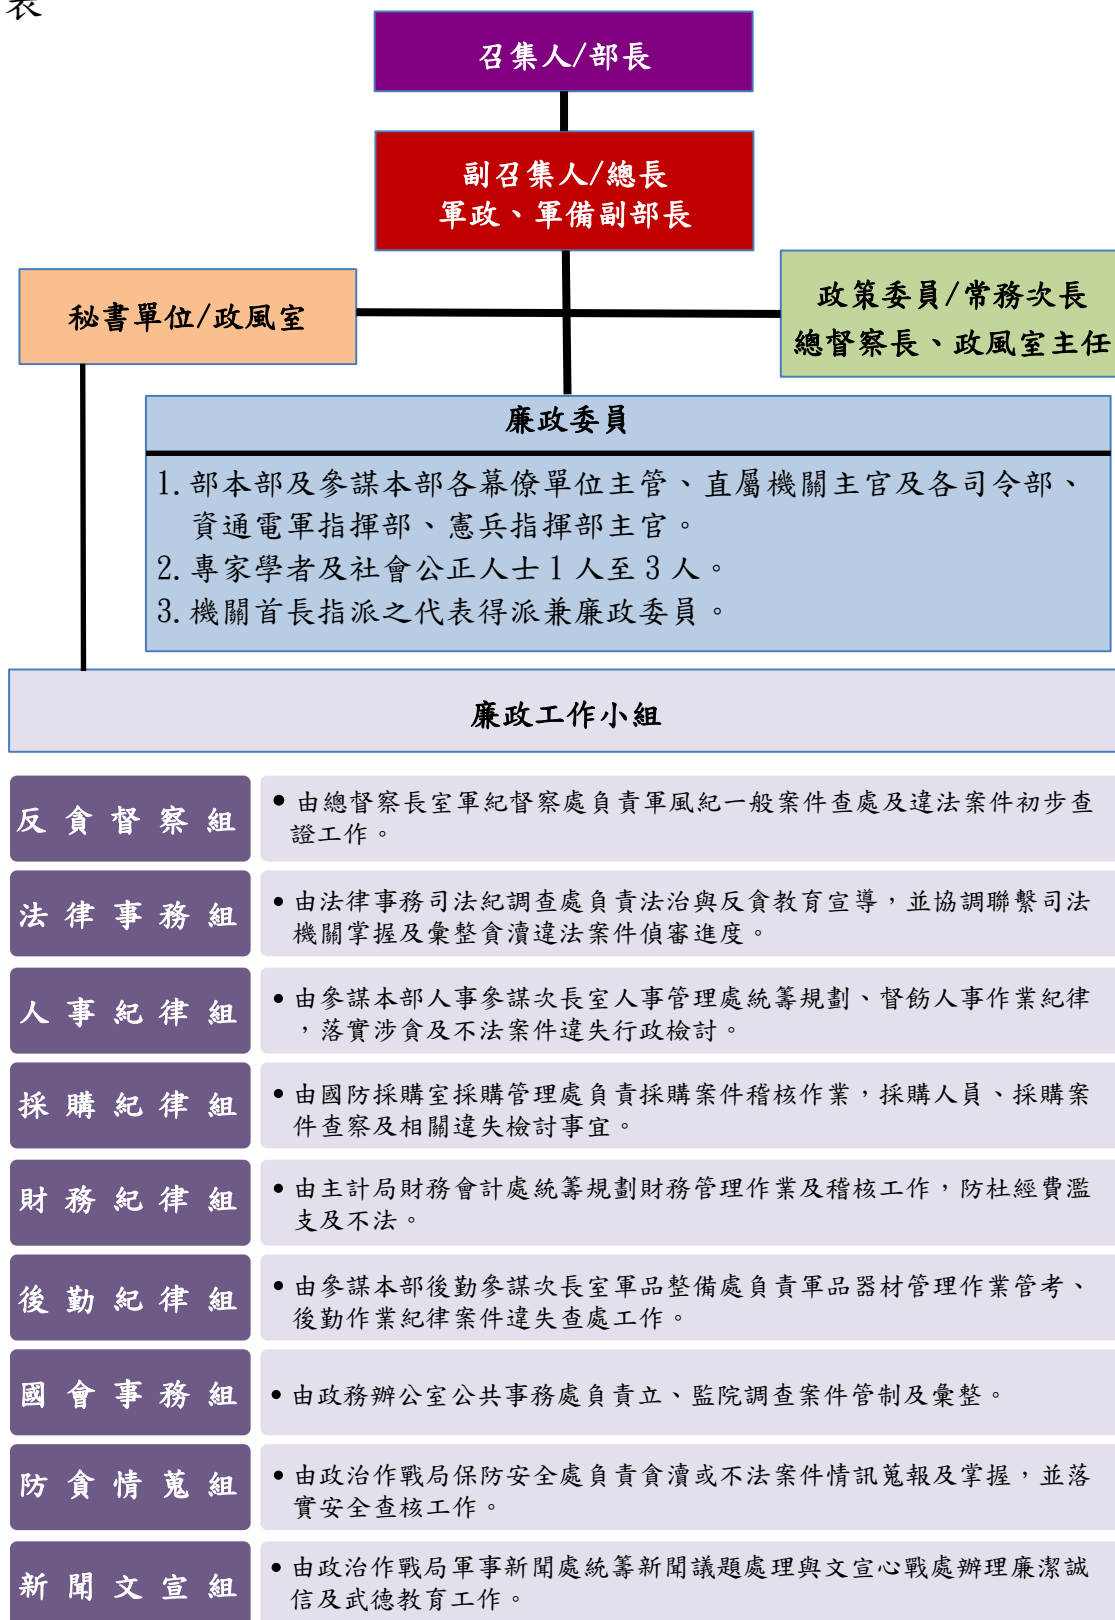 表
召集人/部長
副召集人/總長
軍政、軍備副部長
秘書單位/政風室
政策委員/常務次長
總督察長、政風室主任
廉政委員
1.部本部及參謀本部各幕僚單位主管、直屬機關主官及各司令部、
資通電軍指揮部、憲兵指揮部主官。
2.專家學者及社會公正人士1人至3人。
3.機關首長指派之代表得派兼廉政委員。
廉政工作小組
反貪督察組
•由總督察長室軍紀督察處負責軍風紀一般案件查處及違法案件初步查
證工作。
法律事務組
•由法律事務司法紀調查處負責法治與反貪教育宣導，並協調聯繫司法
機關掌握及彙整貪瀆違法案件偵審進度。
人事紀律組
•由參謀本部人事參謀次長室人事管理處統籌規劃、督飭人事作業紀律
，落實涉貪及不法案件違失行政檢討。
採購紀律組
•由國防採購室採購管理處負責採購案件稽核作業，採購人員、採購案
件查察及相關違失檢討事宜。
財務紀律組
•由主計局財務會計處統籌規劃財務管理作業及稽核工作，防杜經費濫
支及不法。
後勤紀律組
•由參謀本部後勤參謀次長室軍品整備處負責軍品器材管理作業管考、
後勤作業紀律案件違失查處工作。
國會事務組
•由政務辦公室公共事務處負責立、監院調查案件管制及彙整。
防貪情蒐組
•由政治作戰局保防安全處負責貪瀆或不法案件情訊蒐報及掌握，並落
實安全查核工作。
新聞文宣組
•由政治作戰局軍事新聞處統籌新聞議題處理與文宣心戰處辦理廉潔誠
信及武德教育工作。